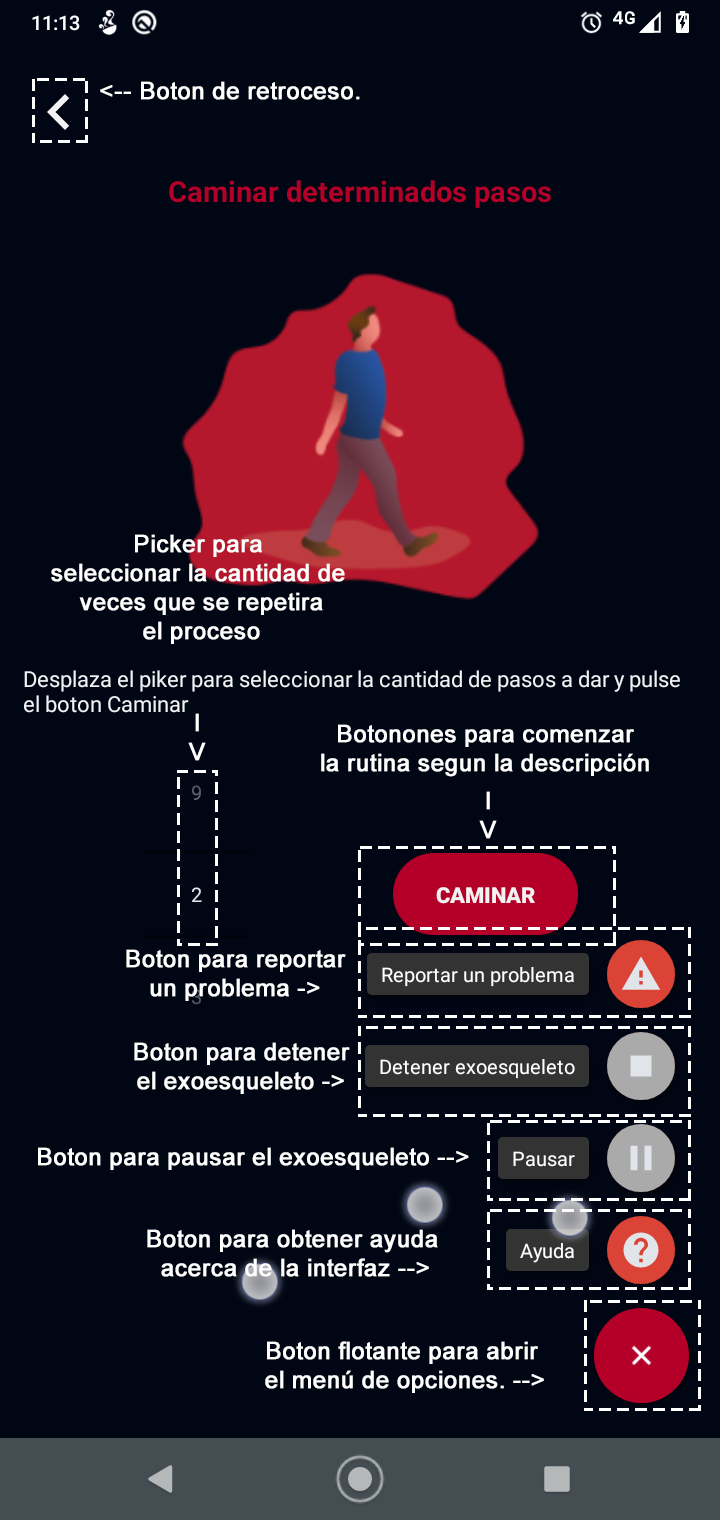 11:13
4G
<-- Boton de retroceso.
Caminar determinados pasos
Picker para
seleccionar la cantidad de
veces que se repetira
el proceso
Desplaza el piker para seleccionar la cantidad de pasos a dar y pulse
el boton Caminar
|
V
Botonones para comenzar
la rutina segun la descripción
|
V
9
2
3
CAMINAR
Boton para reportar
un problema ->
Reportar un problema
Boton para detener
el exoesqueleto ->
Detener exoesqueleto
Boton para pausar el exoesqueleto -->
Pausar
Boton para obtener ayuda
acerca de la interfaz -->
Ayuda
Boton flotante para abrir
el menú de opciones. -->